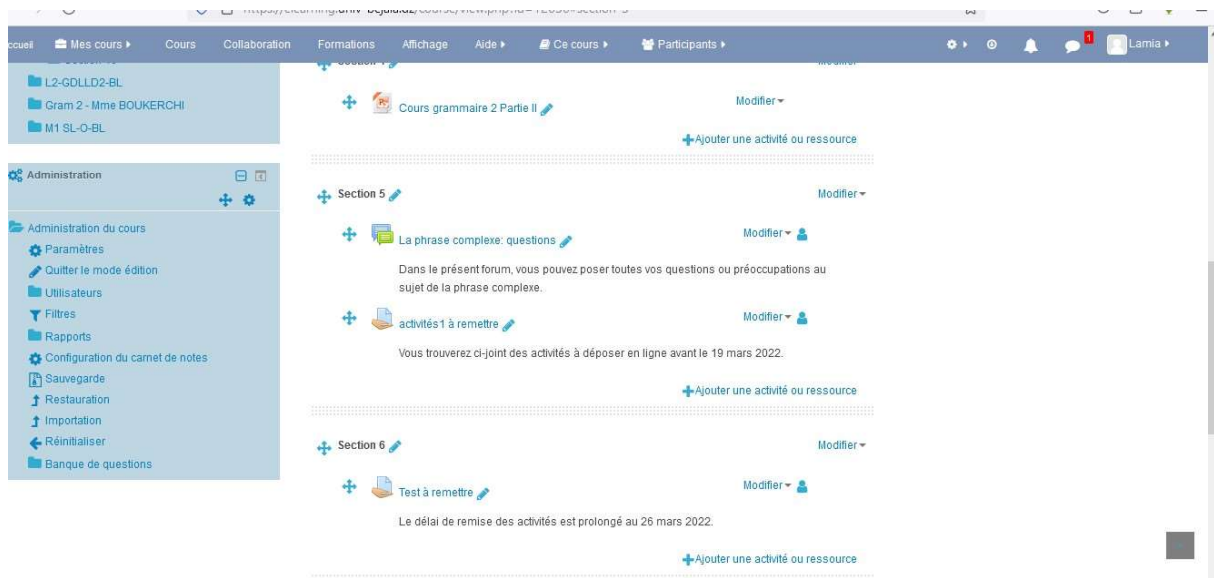 ccueil Mes cours Cours Collaboration Formations Affichage Aide Ce cours Participants 1 Lamia
L2-GDLLD2-BL
Gram 2 - Mme BOUKERCHI
M1 SL-O-BL
Administration
Administration du cours
Paramètres
Quitter le mode édition
Utilisateurs
Filtres
Rapports
Configuration du carnet de notes
Sauvegarde
Restauration
Importation
Réinitialiser
Banque de questions
Cours grammaire 2 Partie II Modifier
Ajouter une activité ou ressource
Section 5 Modifier
La phrase complexe: questions Modifier
Dans le présent forum, vous pouvez poser toutes vos questions ou préoccupations au
sujet de la phrase complexe.
activités1 à remettre Modifier
Vous trouverez ci-joint des activités à déposer en ligne avant le 19 mars 2022.
Ajouter une activité ou ressource
Section 6 Modifier
Test à remettre Modifier
Le délai de remise des activités est prolongé au 26 mars 2022.
Ajouter une activité ou ressource